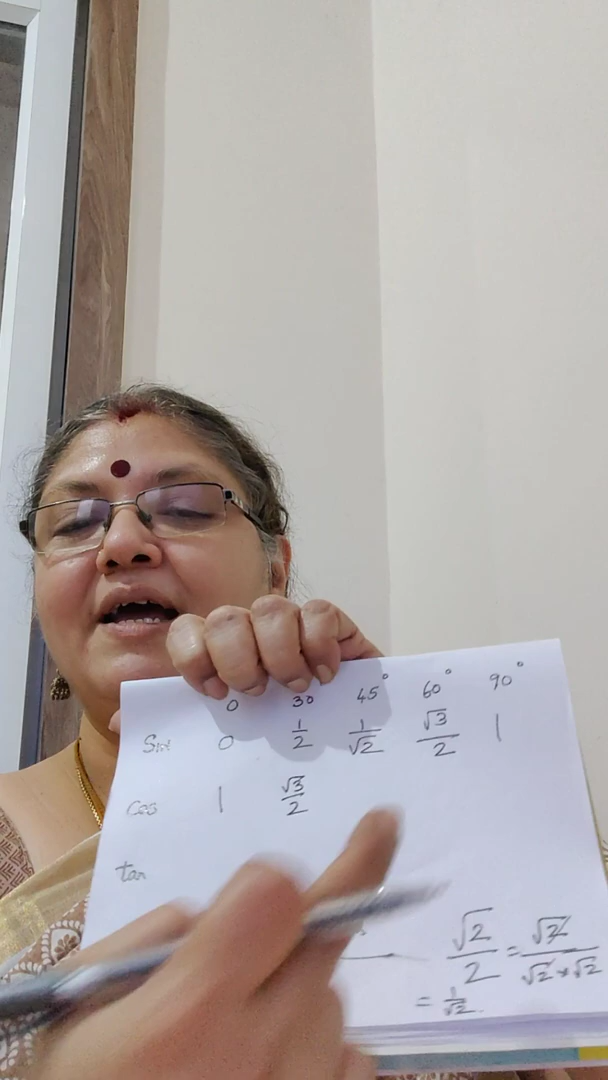 0 30 45° 60° 90°
Sin 0 1/2 1/√2 √3/2 1
Cos 1 √3/2
tan
√2/2 = √2/√2×√2
= 1/√2